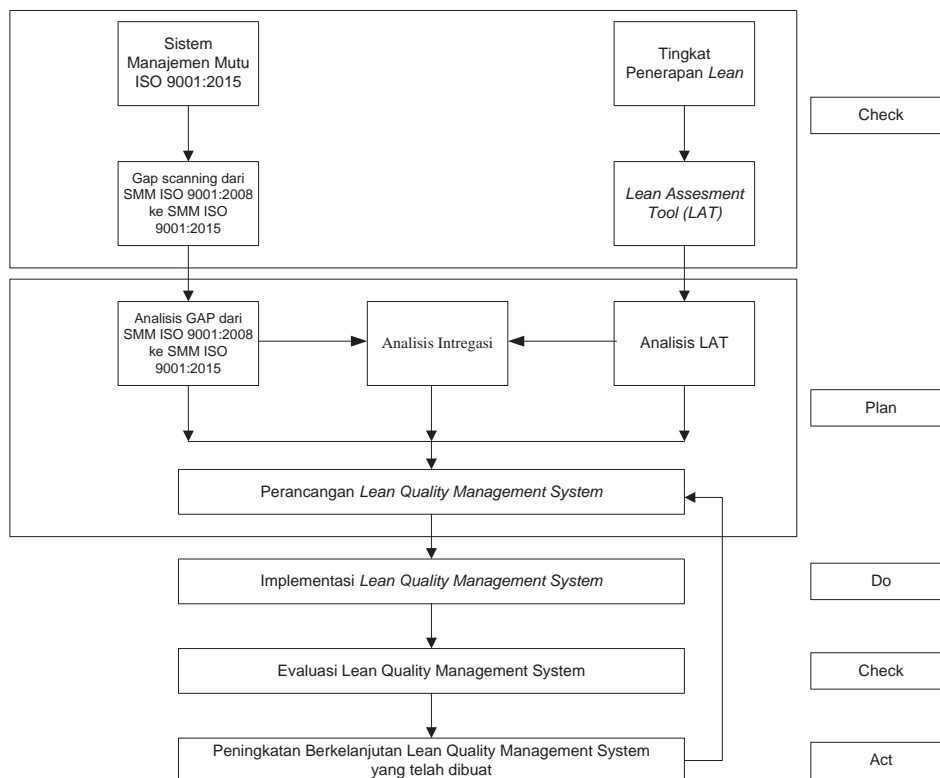 Sistem
Manajemen Mutu
ISO 9001:2015
Tingkat
Penerapan Lean
Check
Gap scanning dari
SMM ISO 9001:2008
ke SMM ISO
9001:2015
Lean Assesment
Tool (LAT)
Analisis GAP dari
SMM ISO 9001:2008
ke SMM ISO
9001:2015
Analisis Intregasi
Analisis LAT
Plan
Perancangan Lean Quality Management System
Implementasi Lean Quality Management System
Do
Evaluasi Lean Quality Management System
Check
Peningkatan Berkelanjutan Lean Quality Management System
yang telah dibuat
Act